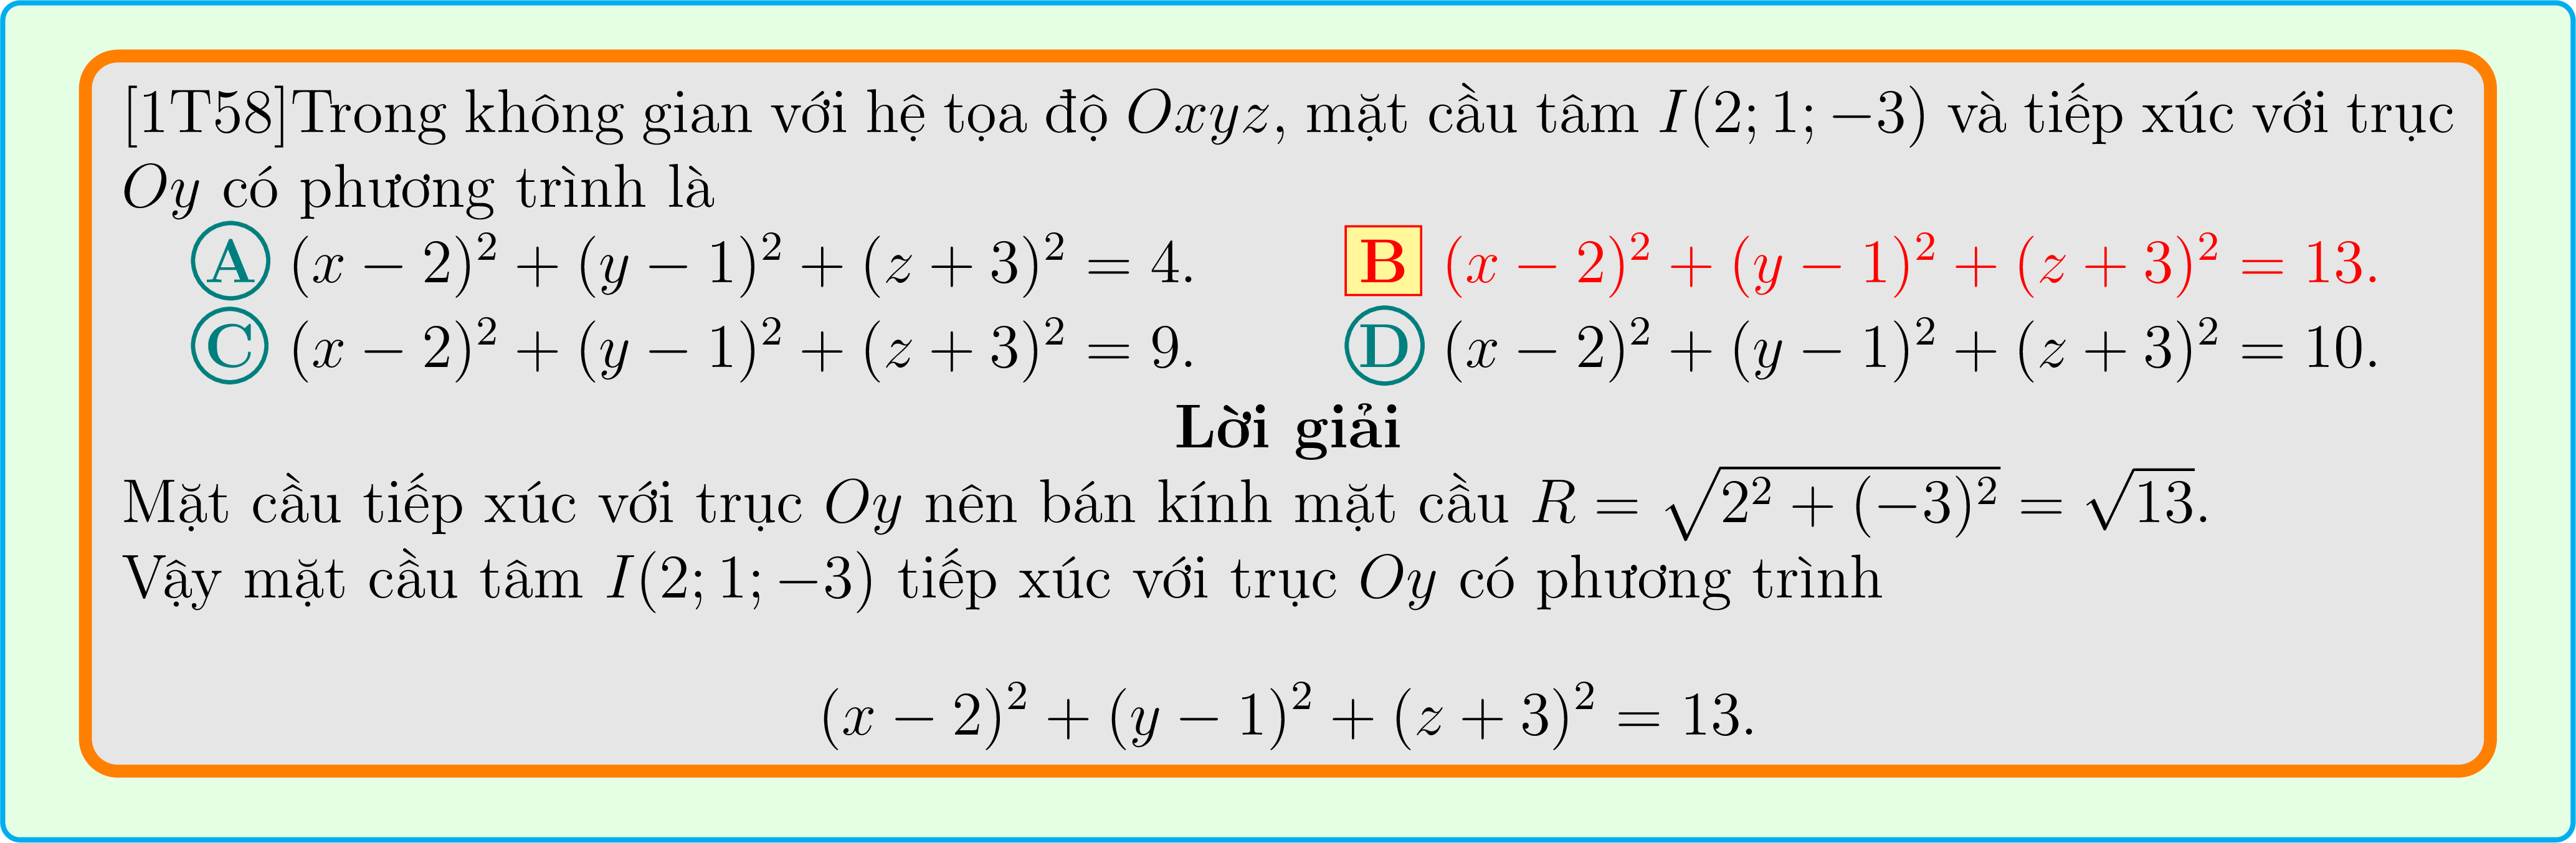 [1T58]Trong không gian với hệ tọa độ Oxyz, mặt cầu tâm I(2; 1; −3) và tiếp xúc với trục
Oy có phương trình là
A (x − 2)² + (y − 1)² + (z + 3)² = 4. B (x − 2)² + (y − 1)² + (z + 3)² = 13.
C (x − 2)² + (y − 1)² + (z + 3)² = 9. D (x − 2)² + (y − 1)² + (z + 3)² = 10.
Lời giải
Mặt cầu tiếp xúc với trục Oy nên bán kính mặt cầu R = √(2² + (−3)²) = √13.
Vậy mặt cầu tâm I(2; 1; −3) tiếp xúc với trục Oy có phương trình
(x − 2)² + (y − 1)² + (z + 3)² = 13.